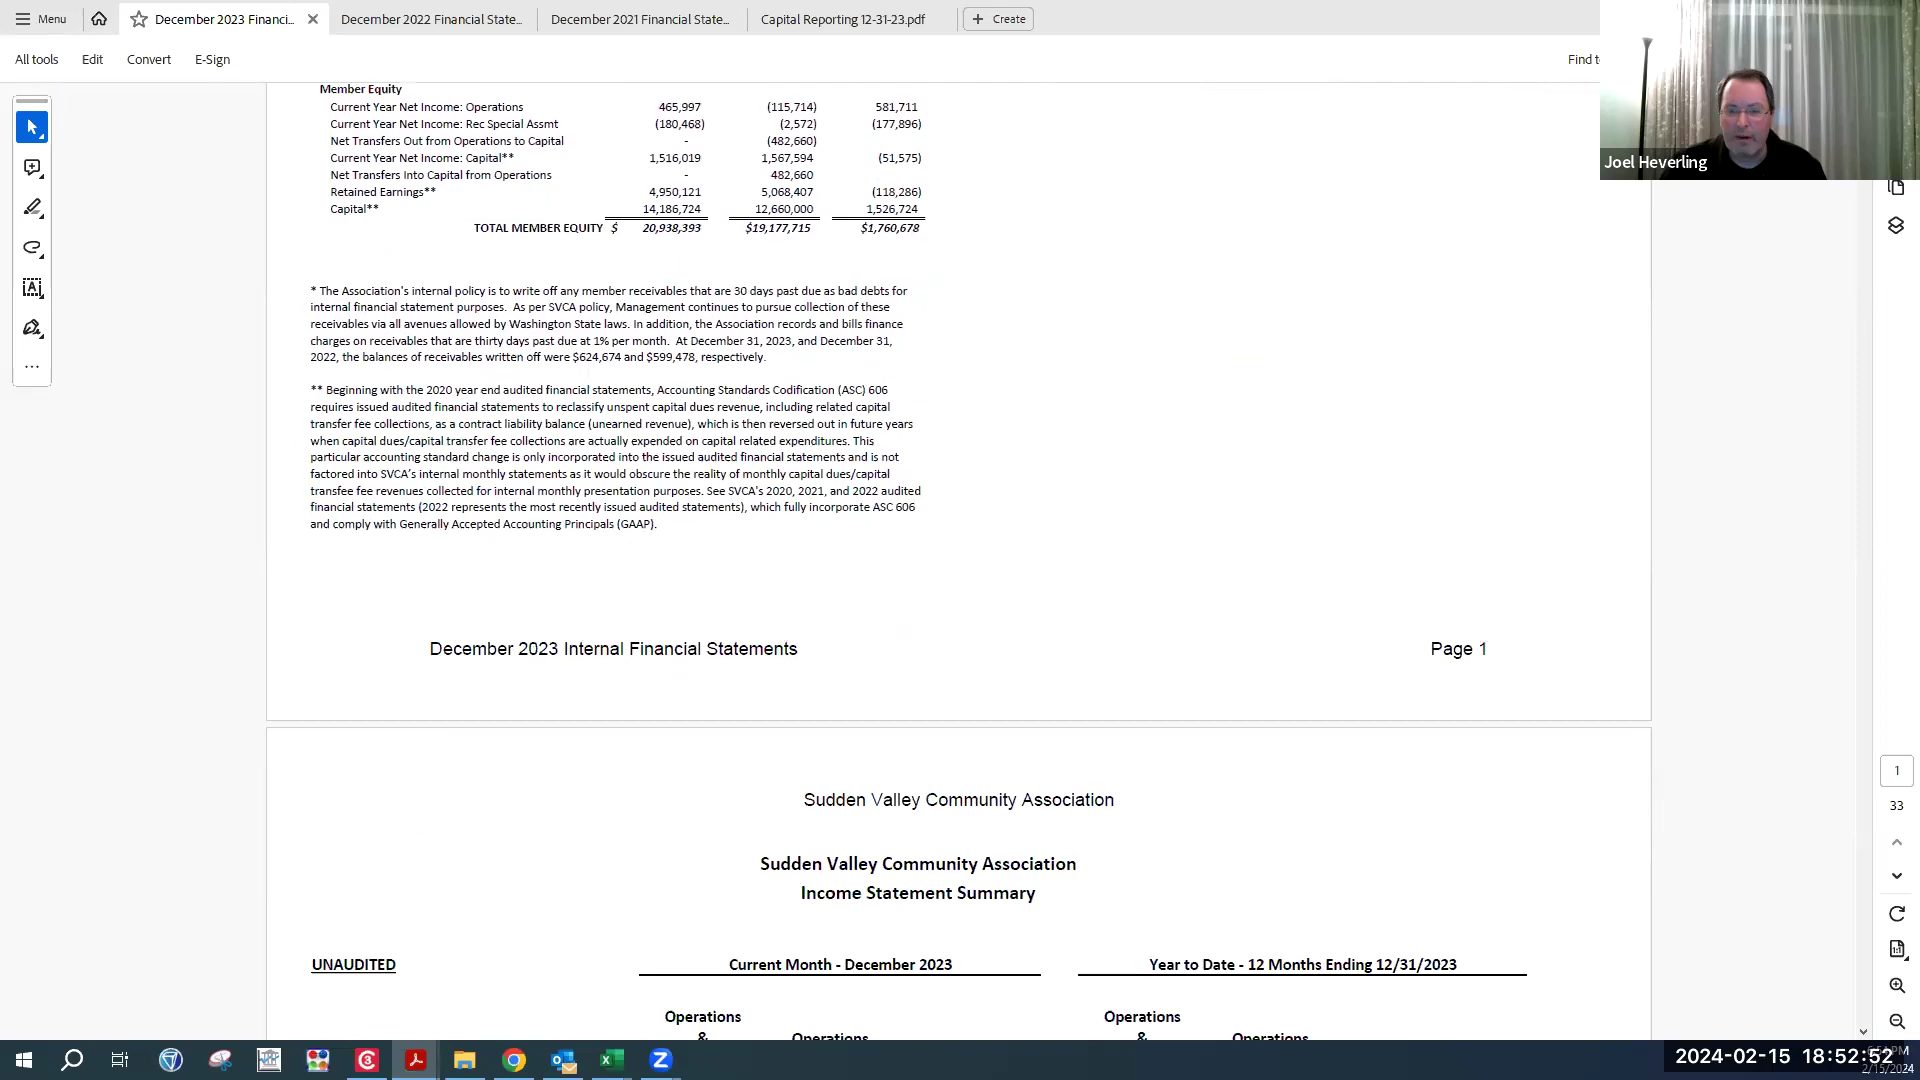 Menu
December 2023 Financi...
December 2022 Financial State...
December 2021 Financial State...
Capital Reporting 12-31-23.pdf
Create
All tools
Edit
Convert
E-Sign
Find t
Joel Heverling
Member Equity
Current Year Net Income: Operations 465,997 (115,714) 581,711
Current Year Net Income: Rec Special Assmt (180,468) (2,572) (177,896)
Net Transfers Out from Operations to Capital - (482,660)
Current Year Net Income: Capital** 1,516,019 1,567,594 (51,575)
Net Transfers Into Capital from Operations - 482,660
Retained Earnings** 4,950,121 5,068,407 (118,286)
Capital** 14,186,724 12,660,000 1,526,724
TOTAL MEMBER EQUITY $ 20,938,393 $19,177,715 $1,760,678
* The Association's internal policy is to write off any member receivables that are 30 days past due as bad debts for
internal financial statement purposes. As per SVCA policy, Management continues to pursue collection of these
receivables via all avenues allowed by Washington State laws. In addition, the Association records and bills finance
charges on receivables that are thirty days past due at 1% per month. At December 31, 2023, and December 31,
2022, the balances of receivables written off were $624,674 and $599,478, respectively.
** Beginning with the 2020 year end audited financial statements, Accounting Standards Codification (ASC) 606
requires issued audited financial statements to reclassify unspent capital dues revenue, including related capital
transfer fee collections, as a contract liability balance (unearned revenue), which is then reversed out in future years
when capital dues/capital transfer fee collections are actually expended on capital related expenditures. This
particular accounting standard change is only incorporated into the issued audited financial statements and is not
factored into SVCA's internal monthly statements as it would obscure the reality of monthly capital dues/capital
transfee fee revenues collected for internal monthly presentation purposes. See SVCA's 2020, 2021, and 2022 audited
financial statements (2022 represents the most recently issued audited statements), which fully incorporate ASC 606
and comply with Generally Accepted Accounting Principals (GAAP).
December 2023 Internal Financial Statements
Page 1
Sudden Valley Community Association
Sudden Valley Community Association
Income Statement Summary
UNAUDITED
Current Month - December 2023
Year to Date - 12 Months Ending 12/31/2023
Operations Operations
& Operations & Operations
1
33
2024-02-15 18:52:52
2/15/2024